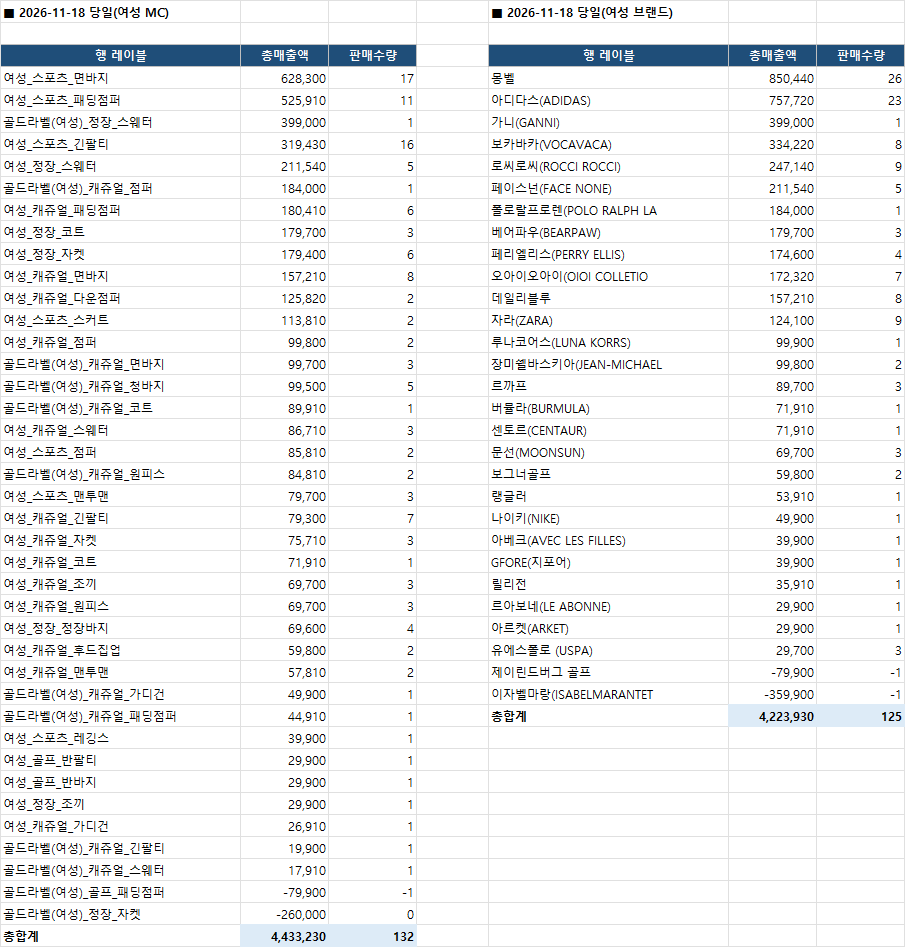 ■ 2026-11-18 당일(여성 MC)
행 레이블 총매출액 판매수량
여성_스포츠_면바지 628,300 17
여성_스포츠_패딩점퍼 525,910 11
골드라벨(여성)_정장_스웨터 399,000 1
여성_스포츠_긴팔티 319,430 16
여성_정장_스웨터 211,540 5
골드라벨(여성)_캐쥬얼_점퍼 184,000 1
여성_캐쥬얼_패딩점퍼 180,410 6
여성_정장_코트 179,700 3
여성_정장_자켓 179,400 6
여성_캐쥬얼_면바지 157,210 8
여성_캐쥬얼_다운점퍼 125,820 2
여성_스포츠_스커트 113,810 2
여성_캐쥬얼_점퍼 99,800 2
골드라벨(여성)_캐쥬얼_면바지 99,700 3
골드라벨(여성)_캐쥬얼_청바지 99,500 5
골드라벨(여성)_캐쥬얼_코트 89,910 1
여성_캐쥬얼_스웨터 86,710 3
여성_스포츠_점퍼 85,810 2
골드라벨(여성)_캐쥬얼_원피스 84,810 2
여성_스포츠_맨투맨 79,700 3
여성_캐쥬얼_긴팔티 79,300 7
여성_캐쥬얼_자켓 75,710 3
여성_캐쥬얼_코트 71,910 1
여성_캐쥬얼_조끼 69,700 3
여성_캐쥬얼_원피스 69,700 3
여성_정장_정장바지 69,600 4
여성_캐쥬얼_후드집업 59,800 2
여성_캐쥬얼_맨투맨 57,810 2
골드라벨(여성)_캐쥬얼_가디건 49,900 1
골드라벨(여성)_캐쥬얼_패딩점퍼 44,910 1
여성_스포츠_레깅스 39,900 1
여성_골프_반팔티 29,900 1
여성_골프_반바지 29,900 1
여성_정장_조끼 29,900 1
여성_캐쥬얼_가디건 26,910 1
골드라벨(여성)_캐쥬얼_긴팔티 19,900 1
골드라벨(여성)_캐쥬얼_스웨터 17,910 1
골드라벨(여성)_골프_패딩점퍼 -79,900 -1
골드라벨(여성)_정장_자켓 -260,000 0
총합계 4,433,230 132
■ 2026-11-18 당일(여성 브랜드)
행 레이블 총매출액 판매수량
몽벨 850,440 26
아디다스(ADIDAS) 757,720 23
가니(GANNI) 399,000 1
보카바카(VOCAVACA) 334,220 8
로씨로씨(ROCCI ROCCI) 247,140 9
페이스넌(FACE NONE) 211,540 5
폴로랄프로렌(POLO RALPH LA 184,000 1
베어파우(BEARPAW) 179,700 3
페리엘리스(PERRY ELLIS) 174,600 4
오아이오아이(OIOI COLLETIO 172,320 7
데일리블루 157,210 8
자라(ZARA) 124,100 9
루나코어스(LUNA KORRS) 99,900 1
장미쉘바스키아(JEAN-MICHAEL 99,800 2
르까프 89,700 3
버뮬라(BURMULA) 71,910 1
센토르(CENTAUR) 71,910 1
문선(MOONSUN) 69,700 3
보그너골프 59,800 2
랭글러 53,910 1
나이키(NIKE) 49,900 1
아베크(AVEC LES FILLES) 39,900 1
GFORE(지포어) 39,900 1
릴리전 35,910 1
르아보네(LE ABONNE) 29,900 1
아르켓(ARKET) 29,900 1
유에스폴로 (USPA) 29,700 3
제이린드버그 골프 -79,900 -1
이자벨마랑(ISABELMARANTET -359,900 -1
총합계 4,223,930 125